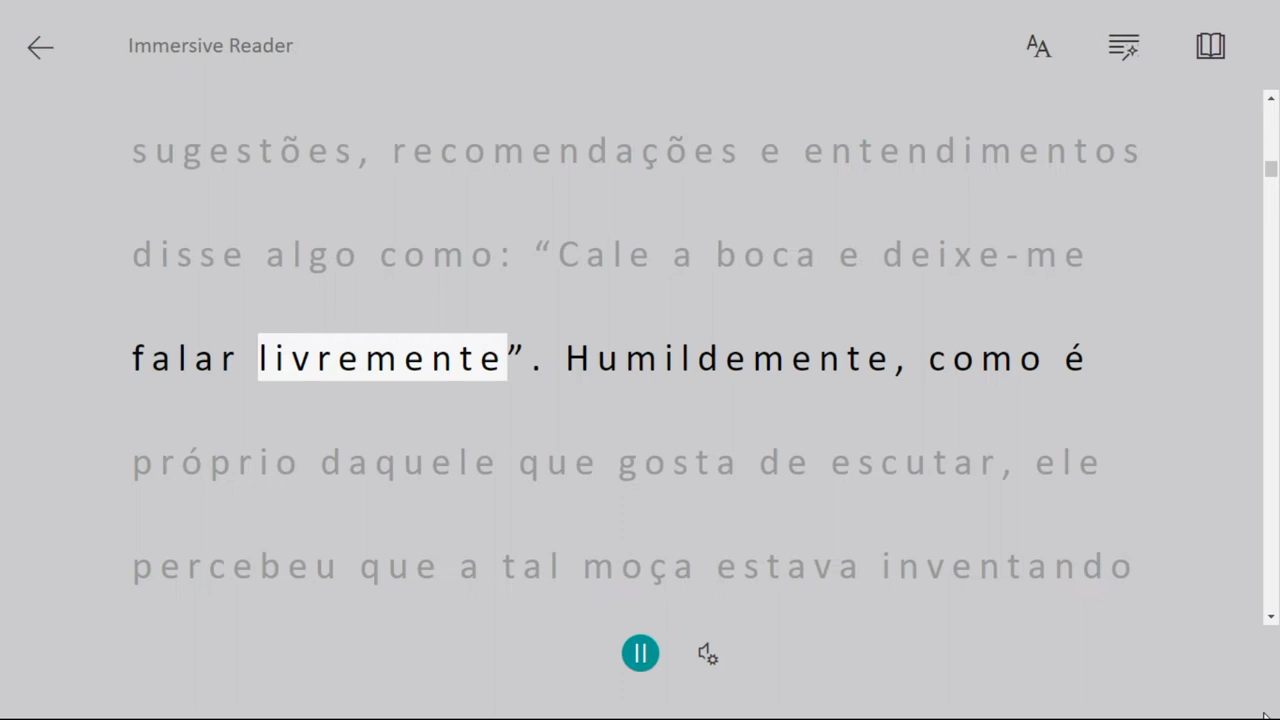 Immersive Reader
sugestões, recomendações e entendimentos
disse algo como: “Cale a boca e deixe-me
falar livremente”. Humildemente, como é
próprio daquele que gosta de escutar, ele
percebeu que a tal moça estava inventando